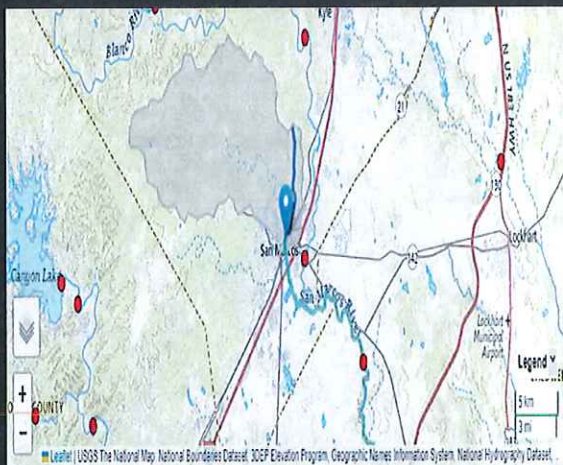 Kyle
Blanco Riv
21
N US 183 HWY
130
San Marcos
142
Lockhart
San Marcos River
Canyon Lake
Lockhart
Municipal
Airport
Legend
COUNTY
+
−
5 km
3 mi
Leaflet | USGS The National Map: National Boundaries Dataset, 3DEP Elevation Program, Geographic Names Information System, National Hydrography Dataset, ...